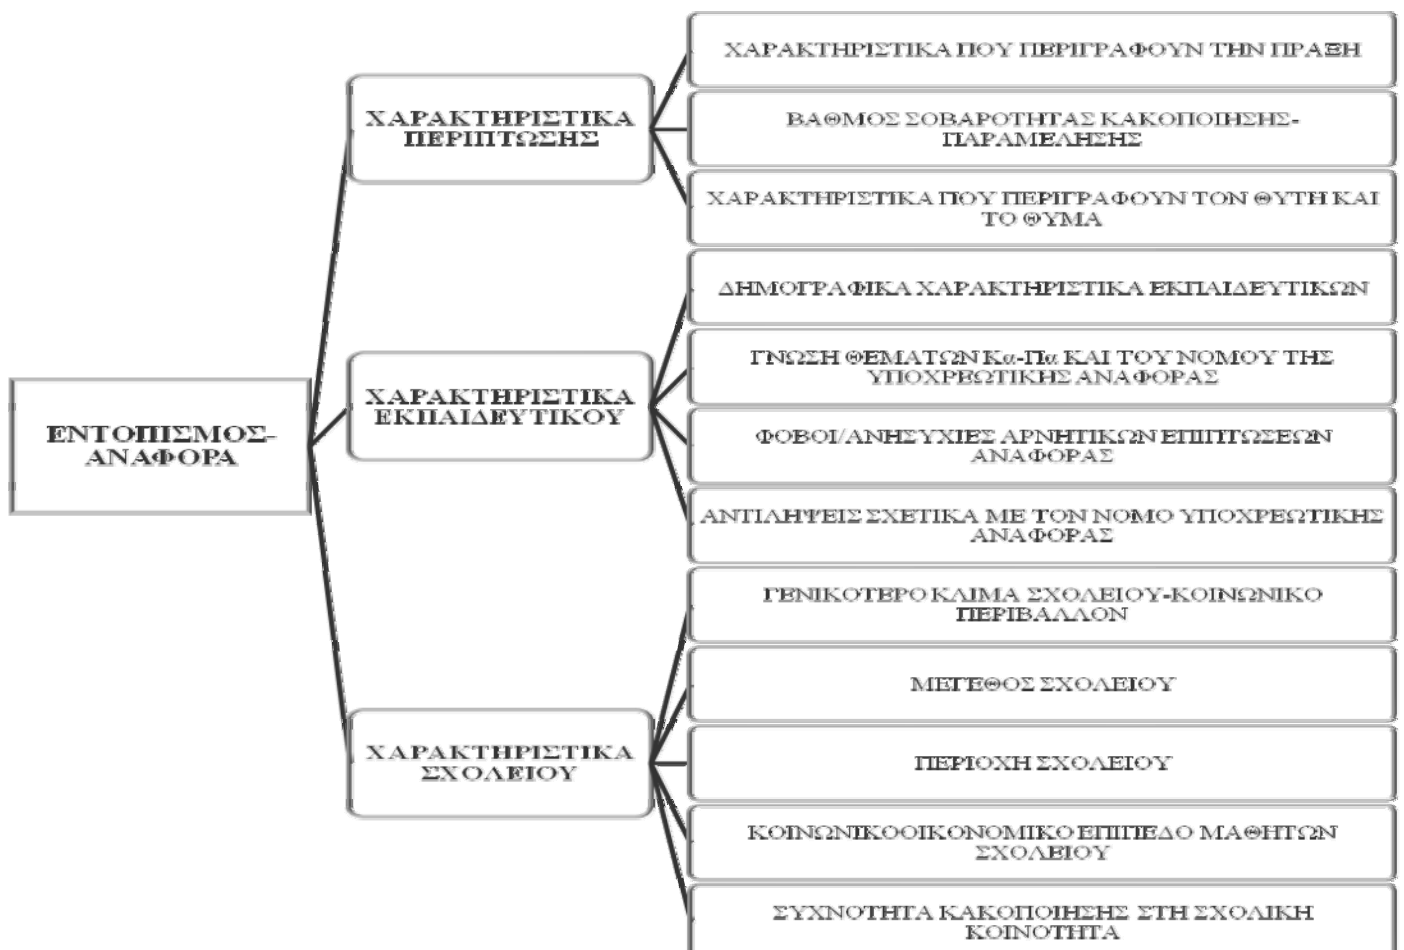 ΕΝΤΟΠΙΣΜΟΣ-
ΑΝΑΦΟΡΑ
ΧΑΡΑΚΤΗΡΙΣΤΙΚΑ
ΠΕΡΙΠΤΩΣΗΣ
ΧΑΡΑΚΤΗΡΙΣΤΙΚΑ ΠΟΥ ΠΕΡΙΓΡΑΦΟΥΝ ΤΗΝ ΠΡΑΞΗ
ΒΑΘΜΟΣ ΣΟΒΑΡΟΤΗΤΑΣ ΚΑΚΟΠΟΙΗΣΗΣ-
ΠΑΡΑΜΕΛΗΣΗΣ
ΧΑΡΑΚΤΗΡΙΣΤΙΚΑ ΠΟΥ ΠΕΡΙΓΡΑΦΟΥΝ ΤΟΝ ΘΥΤΗ ΚΑΙ
ΤΟ ΘΥΜΑ
ΧΑΡΑΚΤΗΡΙΣΤΙΚΑ
ΕΚΠΑΙΔΕΥΤΙΚΟΥ
ΔΗΜΟΓΡΑΦΙΚΑ ΧΑΡΑΚΤΗΡΙΣΤΙΚΑ ΕΚΠΑΙΔΕΥΤΙΚΩΝ
ΓΝΩΣΗ ΘΕΜΑΤΩΝ Κα-Πα ΚΑΙ ΤΟΥ ΝΟΜΟΥ ΤΗΣ
ΥΠΟΧΡΕΩΤΙΚΗΣ ΑΝΑΦΟΡΑΣ
ΦΟΒΟΙ/ΑΝΗΣΥΧΙΕΣ ΑΡΝΗΤΙΚΩΝ ΕΠΙΠΤΩΣΕΩΝ
ΑΝΑΦΟΡΑΣ
ΑΝΤΙΛΗΨΕΙΣ ΣΧΕΤΙΚΑ ΜΕ ΤΟΝ ΝΟΜΟ ΥΠΟΧΡΕΩΤΙΚΗΣ
ΑΝΑΦΟΡΑΣ
ΧΑΡΑΚΤΗΡΙΣΤΙΚΑ
ΣΧΟΛΕΙΟΥ
ΓΕΝΙΚΟΤΕΡΟ ΚΛΙΜΑ ΣΧΟΛΕΙΟΥ-ΚΟΙΝΩΝΙΚΟ
ΠΕΡΙΒΑΛΛΟΝ
ΜΕΓΕΘΟΣ ΣΧΟΛΕΙΟΥ
ΠΕΡΙΟΧΗ ΣΧΟΛΕΙΟΥ
ΚΟΙΝΩΝΙΚΟΟΙΚΟΝΟΜΙΚΟ ΕΠΙΠΕΔΟ ΜΑΘΗΤΩΝ
ΣΧΟΛΕΙΟΥ
ΣΥΧΝΟΤΗΤΑ ΚΑΚΟΠΟΙΗΣΗΣ ΣΤΗ ΣΧΟΛΙΚΗ
ΚΟΙΝΟΤΗΤΑ